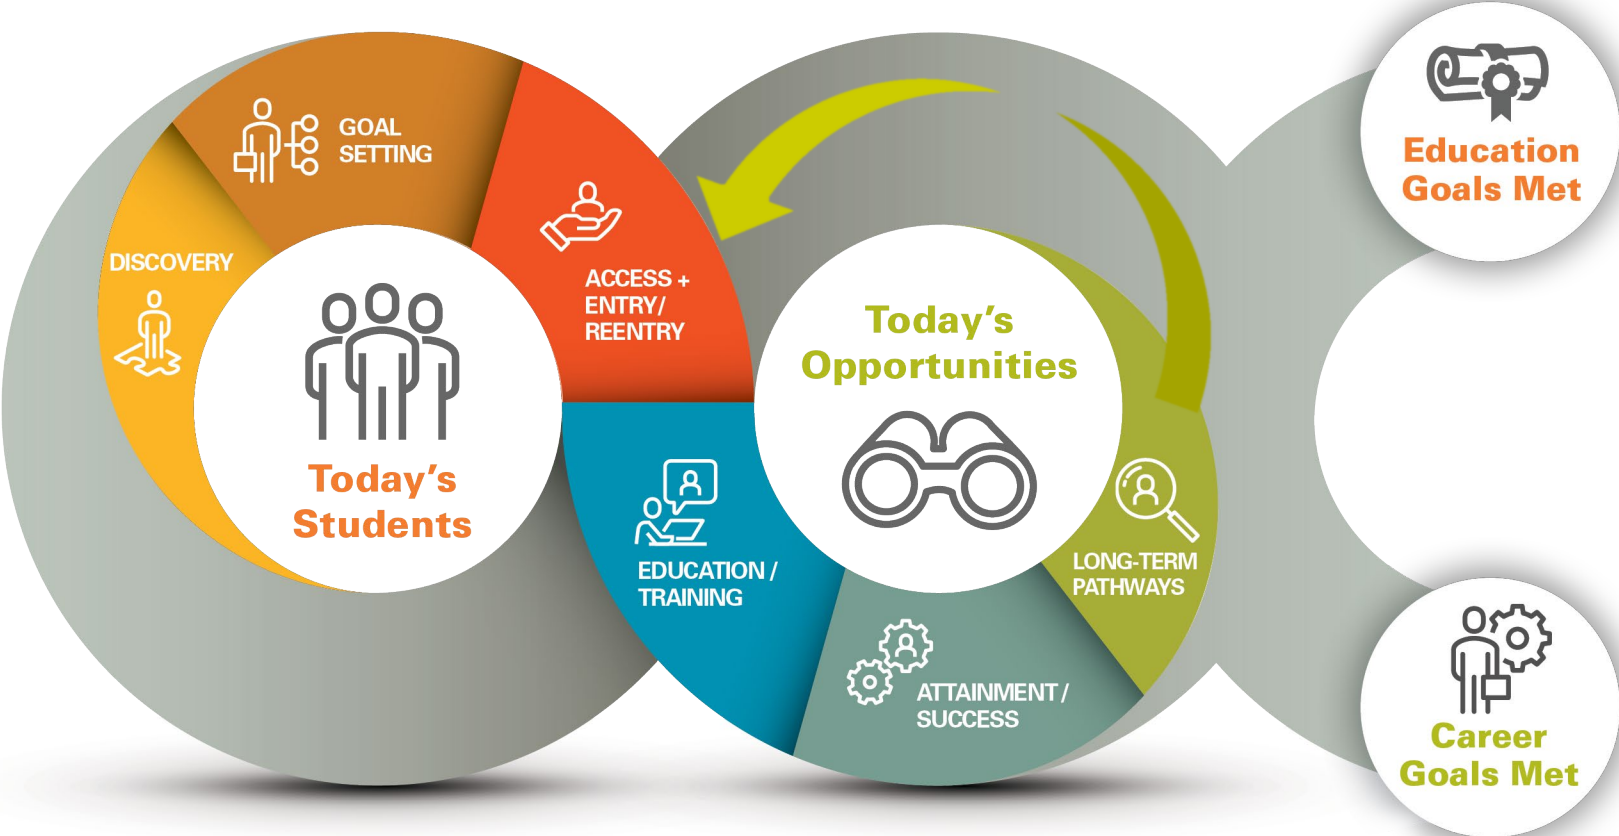 GOAL
SETTING
DISCOVERY
ACCESS +
ENTRY/
REENTRY
Today's
Students
Today's
Opportunities
EDUCATION /
TRAINING
ATTAINMENT /
SUCCESS
LONG-TERM
PATHWAYS
Education
Goals Met
Career
Goals Met